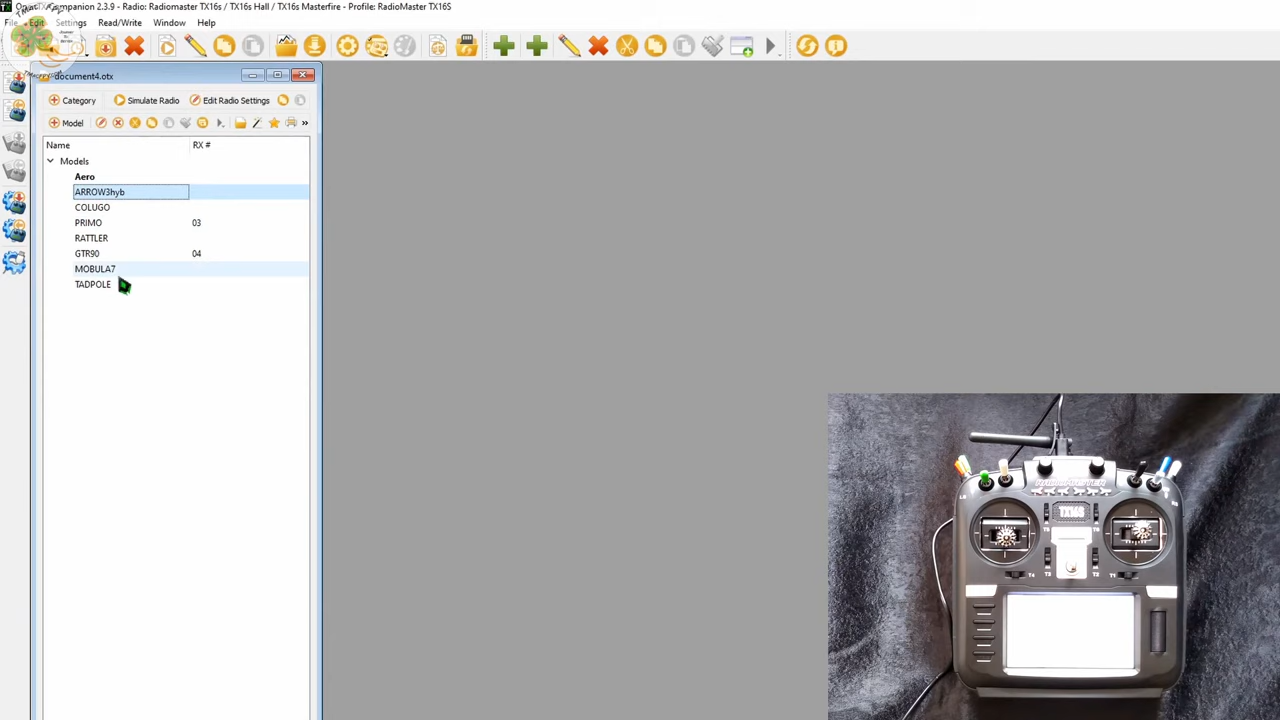 Companion 2.3.9 - Radio: Radiomaster TX16s / TX16s Hall / TX16s Masterfire - Profile: RadioMaster TX16S
File Edit Settings Read/Write Window Help
document4.otx
Category Simulate Radio Edit Radio Settings
Model »
Name RX #
Models
Aero
ARROW3hyb
COLUGO
PRIMO 03
RATTLER
GTR90 04
MOBULA7
TADPOLE
RADIOMASTER
TX16S